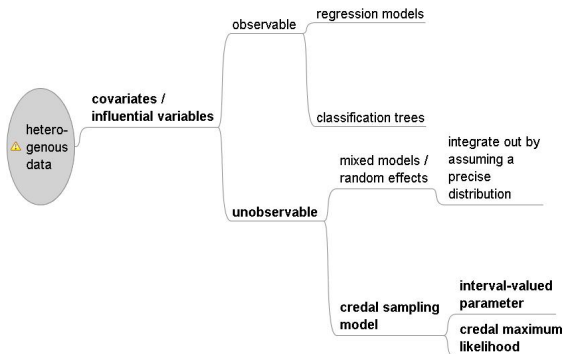 hetero-
genous
data
covariates /
influential variables
observable
regression models
classification trees
unobservable
mixed models /
random effects
integrate out by
assuming a
precise
distribution
credal sampling
model
interval-valued
parameter
credal maximum
likelihood